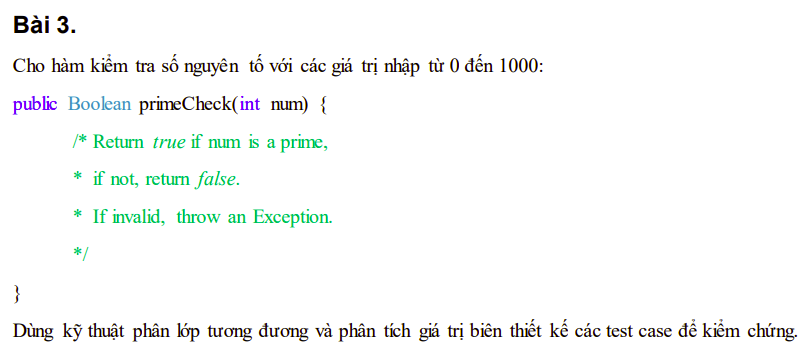 Bài 3.
Cho hàm kiểm tra số nguyên tố với các giá trị nhập từ 0 đến 1000:
public Boolean primeCheck(int num) {
/* Return true if num is a prime,
* if not, return false.
* If invalid, throw an Exception.
*/
}
Dùng kỹ thuật phân lớp tương đương và phân tích giá trị biên thiết kế các test case để kiểm chứng.